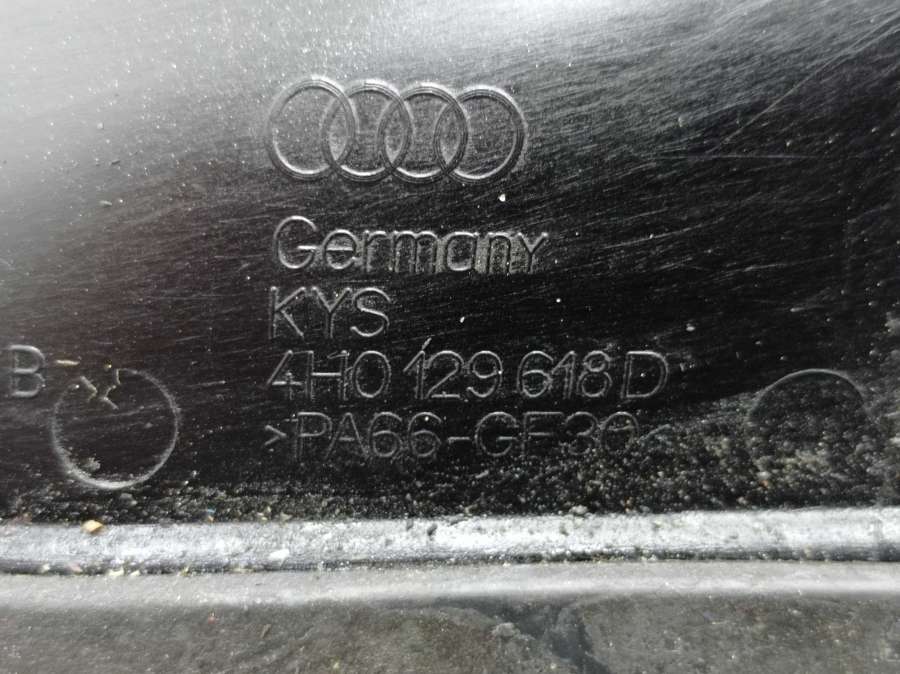 Germany
KYS
4H0 129 618 D
B
>PA66-GF30<